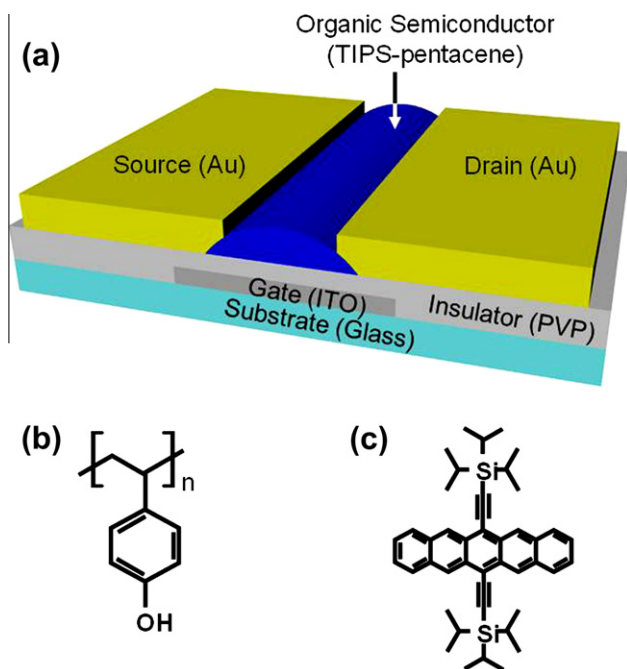 Organic Semiconductor
(TIPS-pentacene)
(a)
Source (Au)
Drain (Au)
Gate (ITO)
Insulator (PVP)
Substrate (Glass)
(b)
(c)
n
OH
Si
Si